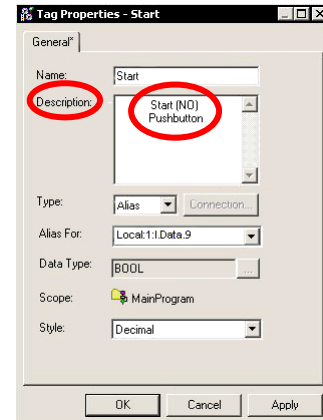 Tag Properties - Start
General*
Name: Start
Description: Start (NO)
Pushbutton
Type: Alias Connection...
Alias For: Local:1:I.Data.9
Data Type: BOOL ...
Scope: MainProgram
Style: Decimal
OK Cancel Apply